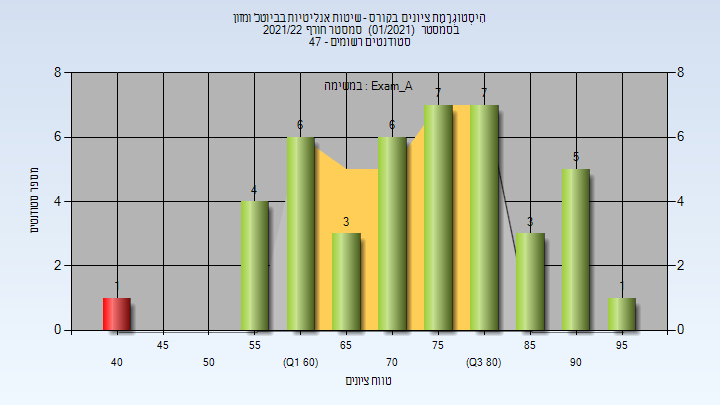 היסטוגרמת ציונים בקורס - שיטות אנליטיות בביוטכ' ומזון
בסמסטר (01/2021) סמסטר חורף 2021/22
סטודנטים רשומים - 47
במשימה : Exam_A
8 8
6 6
4 4
2 2
0 0
1 4 6 3 6 7 7 3 5 1
מספר סטודנטים
45 55 65 75 85 95
40 50 (Q1 60) 70 (Q3 80) 90
טווח ציונים